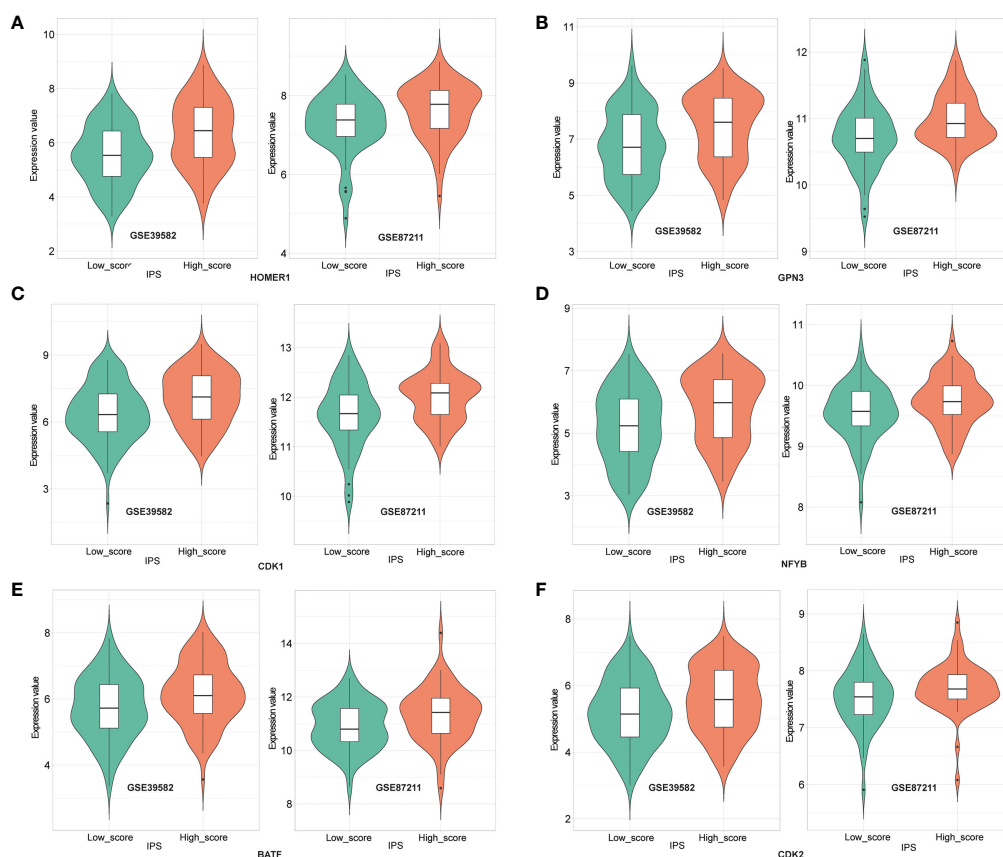 A
Expression value
10
8
6
4
2
GSE39582
Low_score High_score
IPS
8
6
4
Expression value
GSE87211
Low_score High_score
IPS
HOMER1
B
Expression value
11
9
7
5
3
GSE39582
Low_score High_score
IPS
Expression value
12
11
10
9
GSE87211
Low_score High_score
IPS
GPN3
C
Expression value
9
6
3
GSE39582
Low_score High_score
IPS
Expression value
13
12
11
10
GSE87211
Low_score High_score
IPS
CDK1
D
Expression value
9
7
5
3
GSE39582
Low_score High_score
IPS
Expression value
11
10
9
8
GSE87211
Low_score High_score
IPS
NFYB
E
Expression value
8
6
4
GSE39582
Low_score High_score
IPS
Expression value
14
12
10
8
GSE87211
Low_score High_score
IPS
BATF
F
Expression value
8
6
4
2
GSE39582
Low_score High_score
IPS
Expression value
9
8
7
6
GSE87211
Low_score High_score
IPS
CDK2